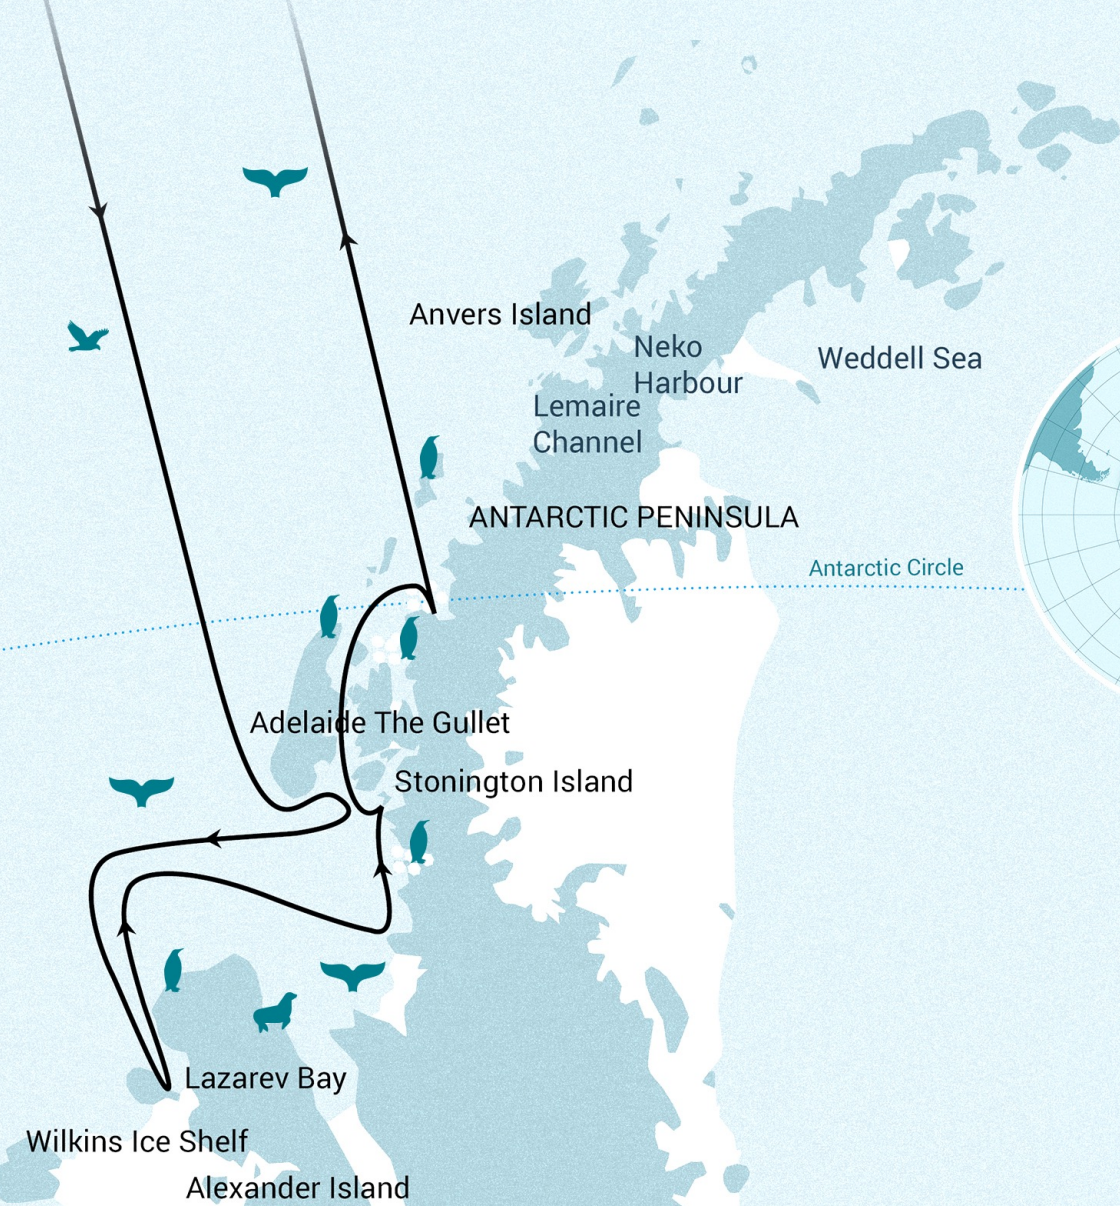 Anvers Island
Neko
Harbour
Weddell Sea
Lemaire
Channel
ANTARCTIC PENINSULA
Antarctic Circle
Adelaide The Gullet
Stonington Island
Lazarev Bay
Wilkins Ice Shelf
Alexander Island